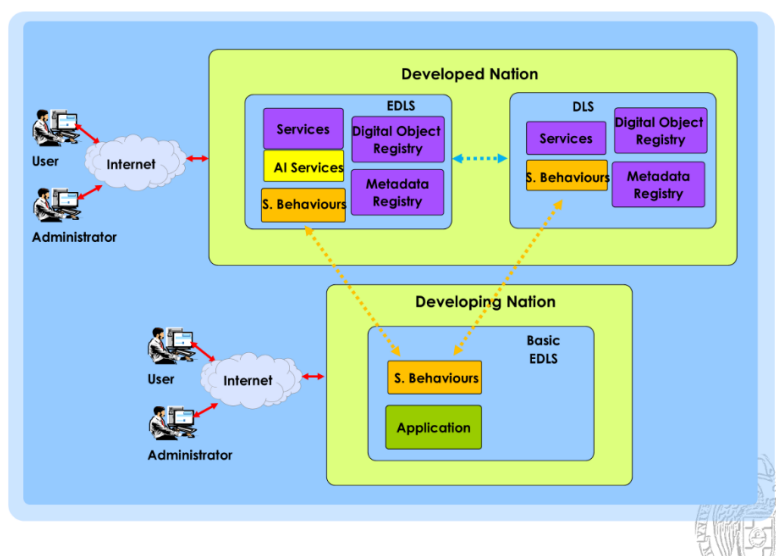 Developed Nation
EDLS
Services
AI Services
S. Behaviours
Digital Object
Registry
Metadata
Registry
DLS
Services
S. Behaviours
Digital Object
Registry
Metadata
Registry
User
Internet
Administrator
Developing Nation
Basic
EDLS
S. Behaviours
Application
User
Internet
Administrator